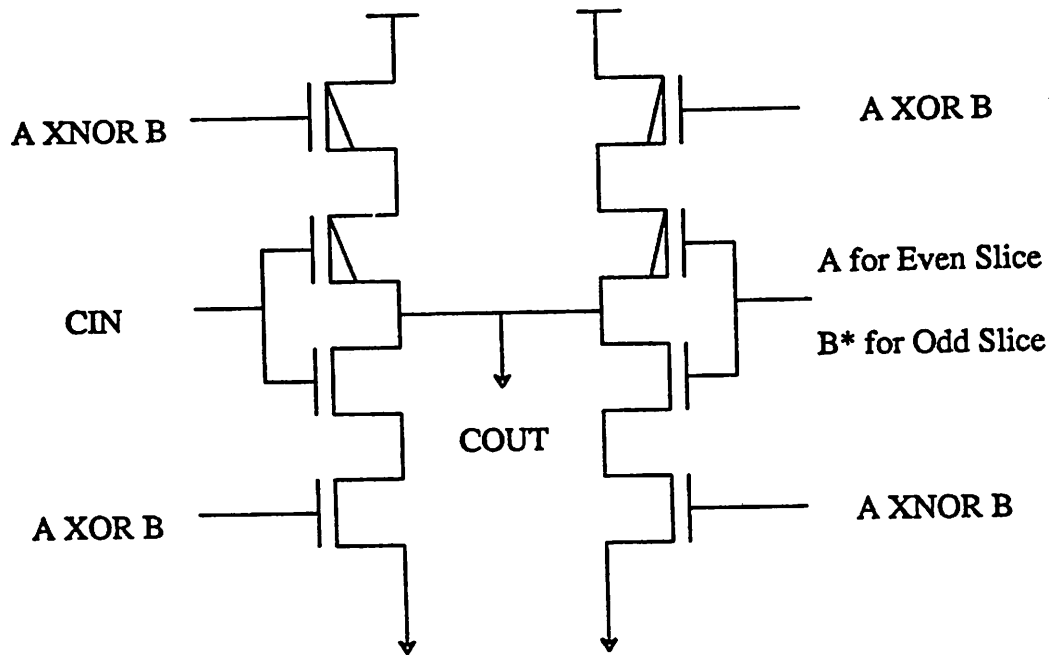 A XNOR B
A XOR B
A for Even Slice
CIN
B* for Odd Slice
COUT
A XOR B
A XNOR B